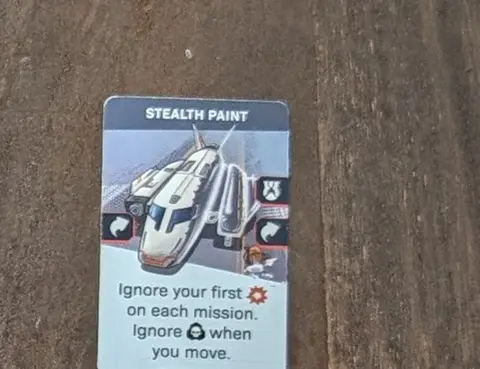 STEALTH PAINT
Ignore your first
on each mission.
Ignore when
you move.